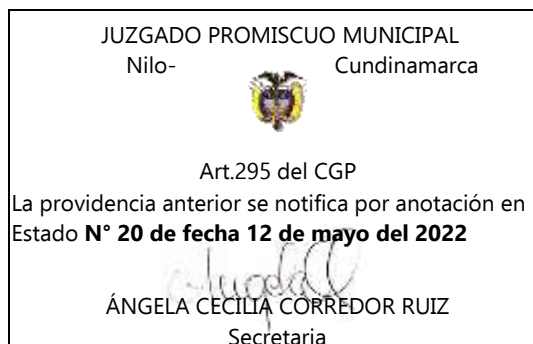 JUZGADO PROMISCUO MUNICIPAL
Nilo- Cundinamarca
Art.295 del CGP
La providencia anterior se notifica por anotación en
Estado N° 20 de fecha 12 de mayo del 2022
ÁNGELA CECILIA CORREDOR RUIZ
Secretaria